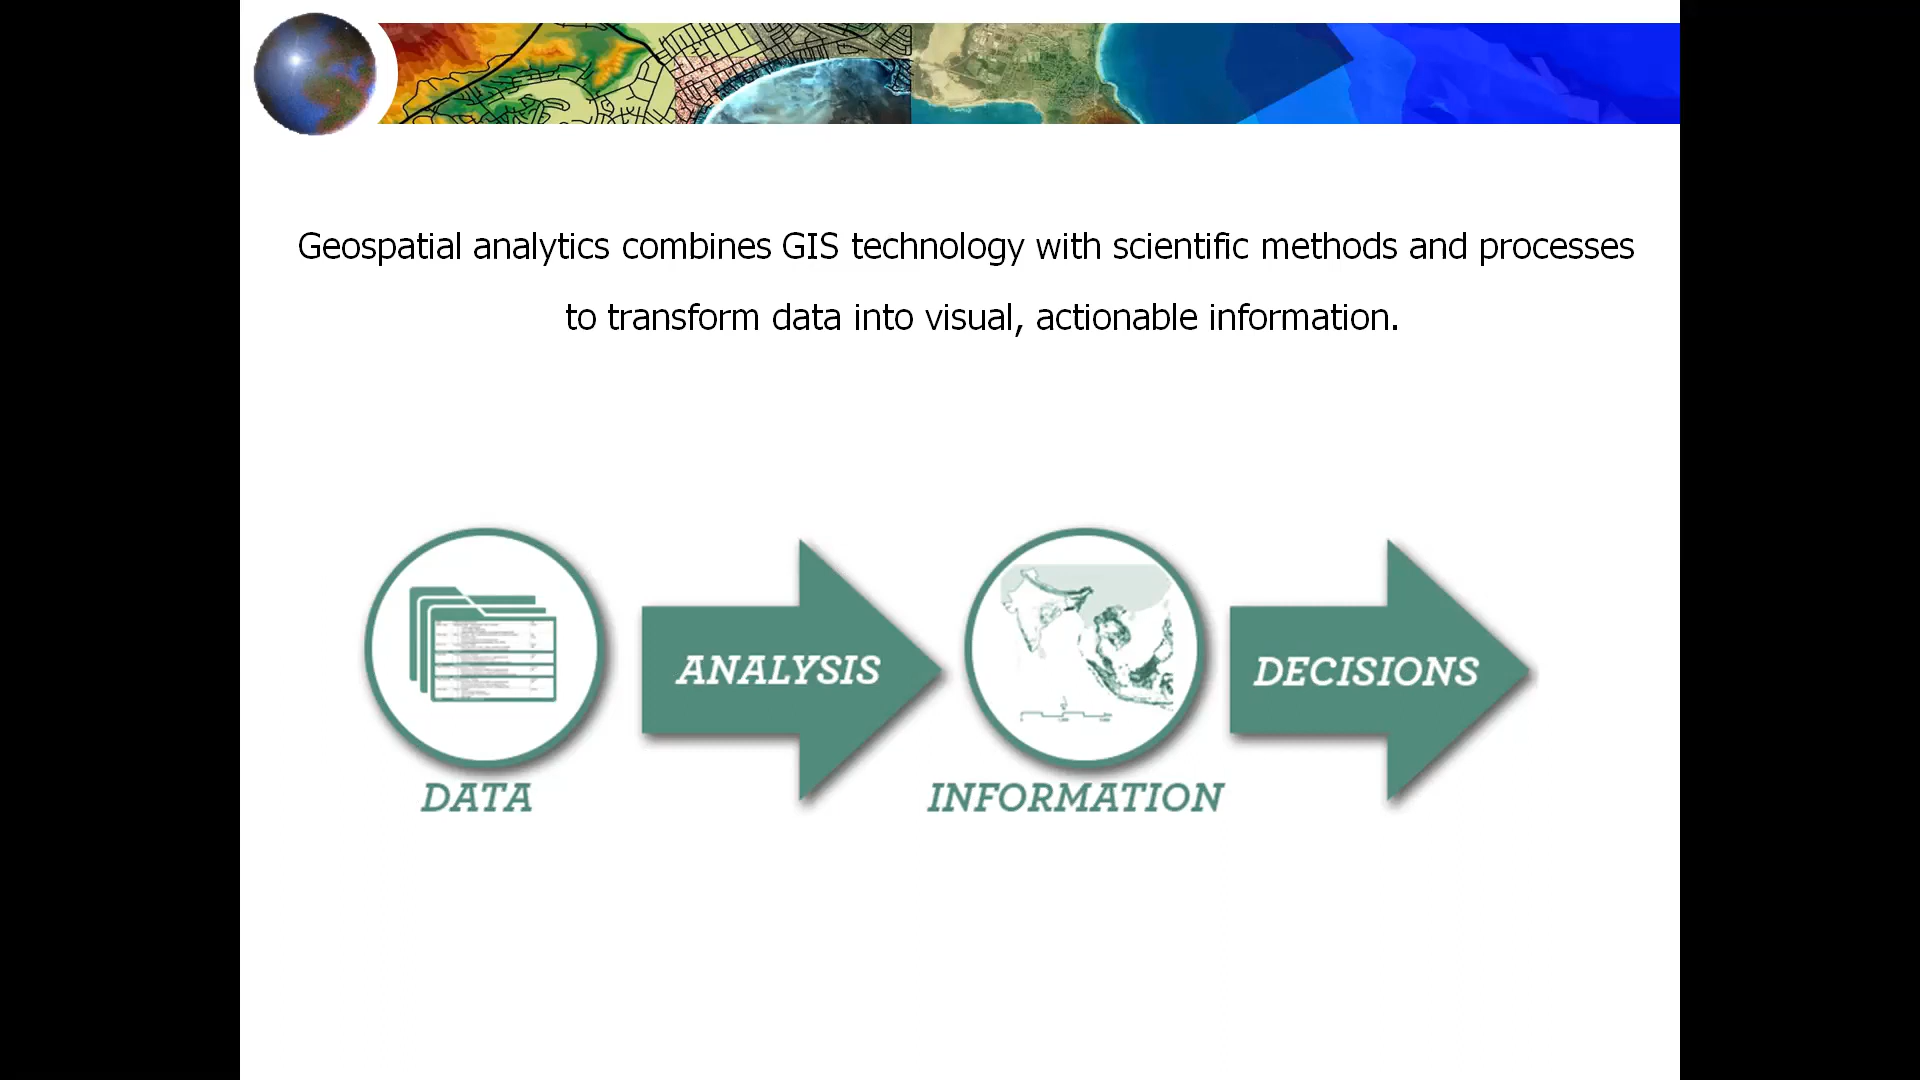 Geospatial analytics combines GIS technology with scientific methods and processes
to transform data into visual, actionable information.
ANALYSIS
DECISIONS
DATA
INFORMATION